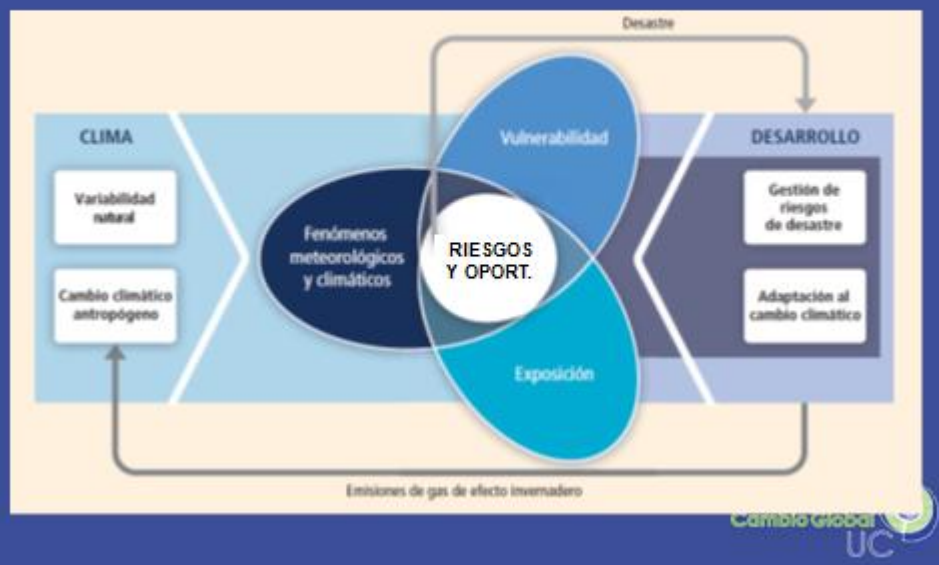 Desastre
CLIMA
Variabilidad
natural
Cambio climático
antropógeno
Fenómenos
meteorológicos
y climáticos
Vulnerabilidad
RIESGOS
Y OPORT.
Exposición
DESARROLLO
Gestión de
riesgos
de desastre
Adaptación al
cambio climático
Emisiones de gas de efecto invernadero
Cambio Global
UC